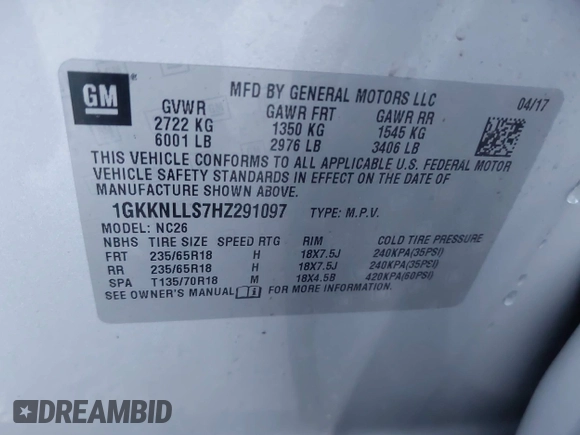 GM
MFD BY GENERAL MOTORS LLC
04/17
GVWR GAWR FRT GAWR RR
2722 KG 1350 KG 1545 KG
6001 LB 2976 LB 3406 LB
THIS VEHICLE CONFORMS TO ALL APPLICABLE U.S. FEDERAL MOTOR
VEHICLE SAFETY STANDARDS IN EFFECT ON THE DATE OF
MANUFACTURE SHOWN ABOVE.
1GKKNLLS7HZ291097 TYPE: M.P.V.
MODEL: NC26
NBHS TIRE SIZE SPEED RTG RIM COLD TIRE PRESSURE
FRT 235/65R18 H 18X7.5J 240KPA(35PSI)
RR 235/65R18 H 18X7.5J 240KPA(35PSI)
SPA T135/70R18 M 18X4.5B 420KPA(60PSI)
SEE OWNER'S MANUAL FOR MORE INFORMATION.
DREAMBID